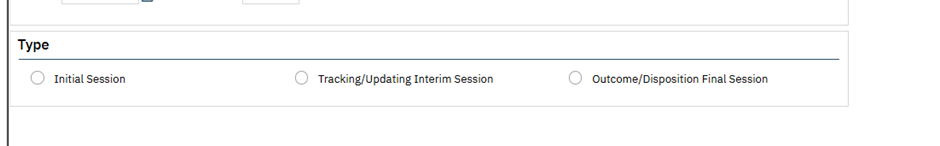 Type
Initial Session Tracking/Updating Interim Session Outcome/Disposition Final Session